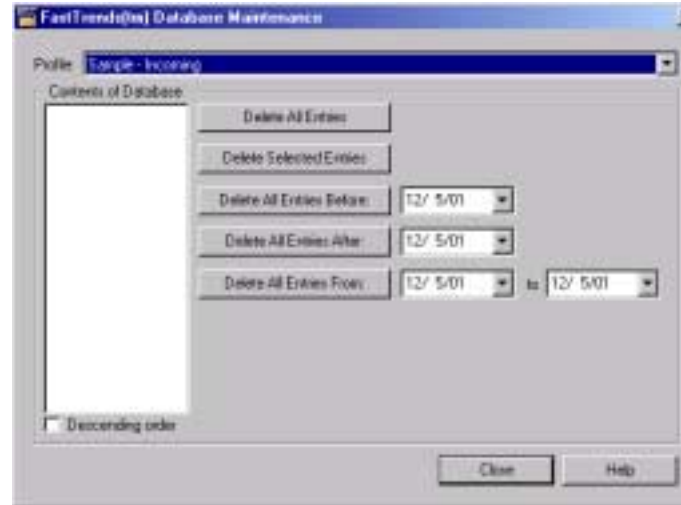 FastTrends(tm) Database Maintenance
Profile: Sample - Incoming
Contents of Database
Delete All Entries
Delete Selected Entries
Delete All Entries Before: 12/ 5/01
Delete All Entries After: 12/ 5/01
Delete All Entries From: 12/ 5/01 to 12/ 5/01
Descending order
Close Help